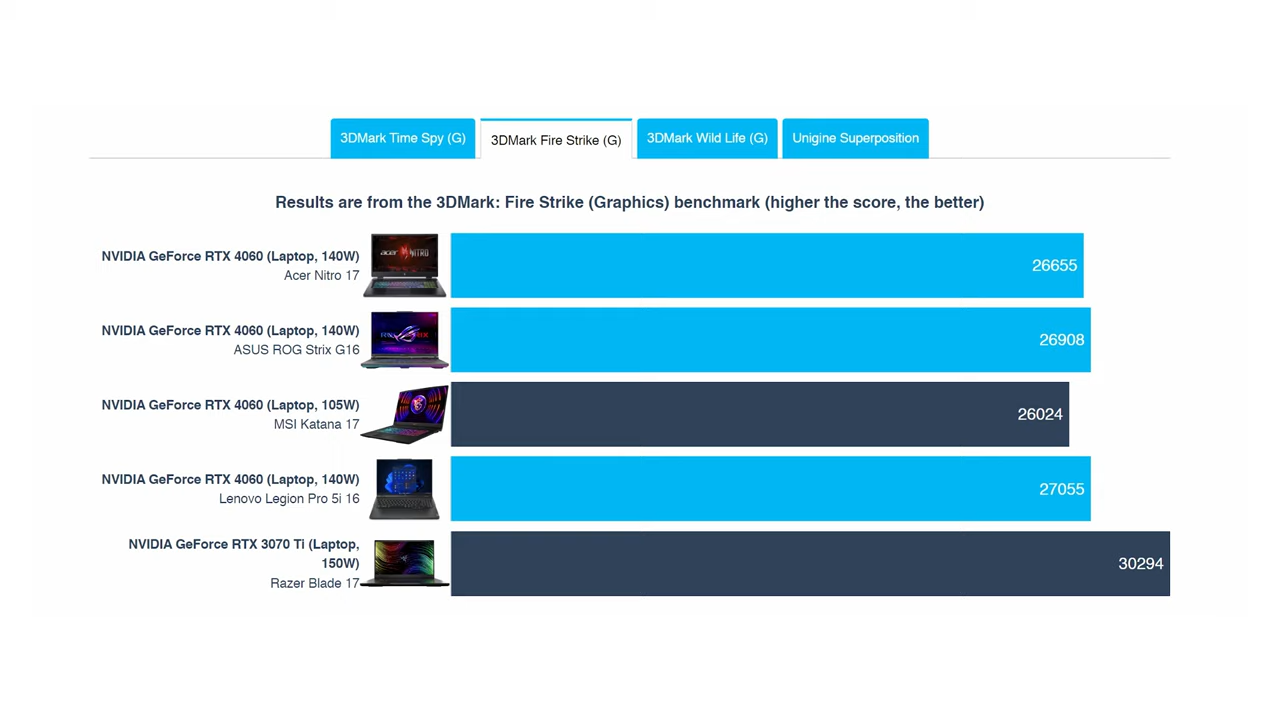 3DMark Time Spy (G)
3DMark Fire Strike (G)
3DMark Wild Life (G)
Unigine Superposition
Results are from the 3DMark: Fire Strike (Graphics) benchmark (higher the score, the better)
NVIDIA GeForce RTX 4060 (Laptop, 140W)
Acer Nitro 17
acer NITRO
26655
NVIDIA GeForce RTX 4060 (Laptop, 140W)
ASUS ROG Strix G16
26908
NVIDIA GeForce RTX 4060 (Laptop, 105W)
MSI Katana 17
26024
NVIDIA GeForce RTX 4060 (Laptop, 140W)
Lenovo Legion Pro 5i 16
27055
NVIDIA GeForce RTX 3070 Ti (Laptop,
150W)
Razer Blade 17
30294